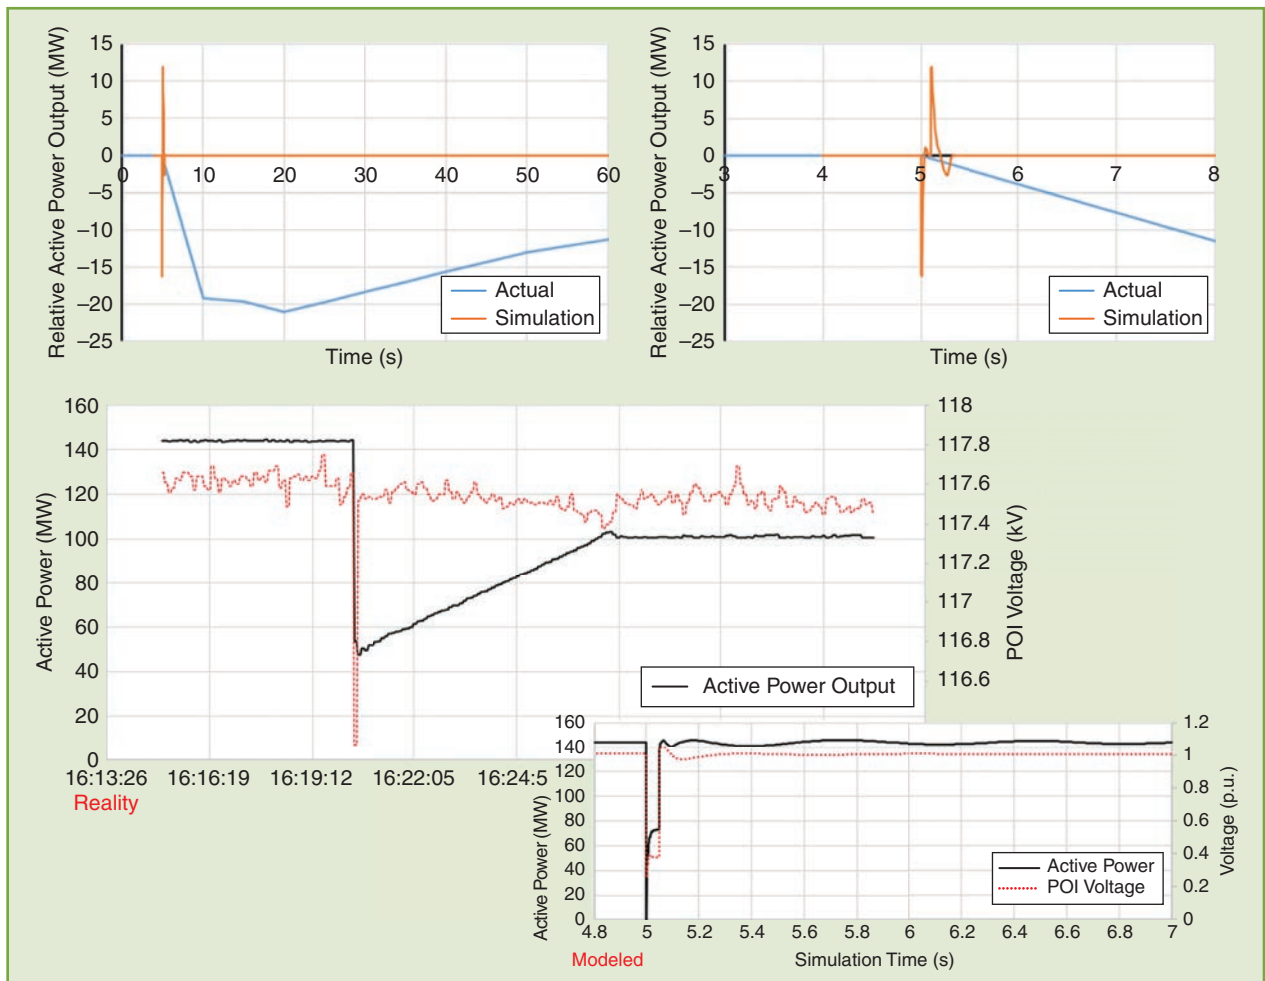 Relative Active Power Output (MW)
15
10
5
0
–5
–10
–15
–20
–25
0 10 20 30 40 50 60
Actual
Simulation
Time (s)
Relative Active Power Output (MW)
15
10
5
0
–5
–10
–15
–20
–25
3 4 5 6 7 8
Actual
Simulation
Time (s)
Active Power (MW)
160
140
120
100
80
60
40
20
0
118
117.8
117.6
117.4
117.2
117
116.8
116.6
POI Voltage (kV)
Active Power Output
16:13:26 16:16:19 16:19:12 16:22:05 16:24:5
Reality
Active Power (MW)
160
140
120
100
80
60
40
20
0
1.2
1
0.8
0.6
0.4
0.2
0
Voltage (p.u.)
Active Power
POI Voltage
4.8 5 5.2 5.4 5.6 5.8 6 6.2 6.4 6.6 6.8 7
Modeled
Simulation Time (s)